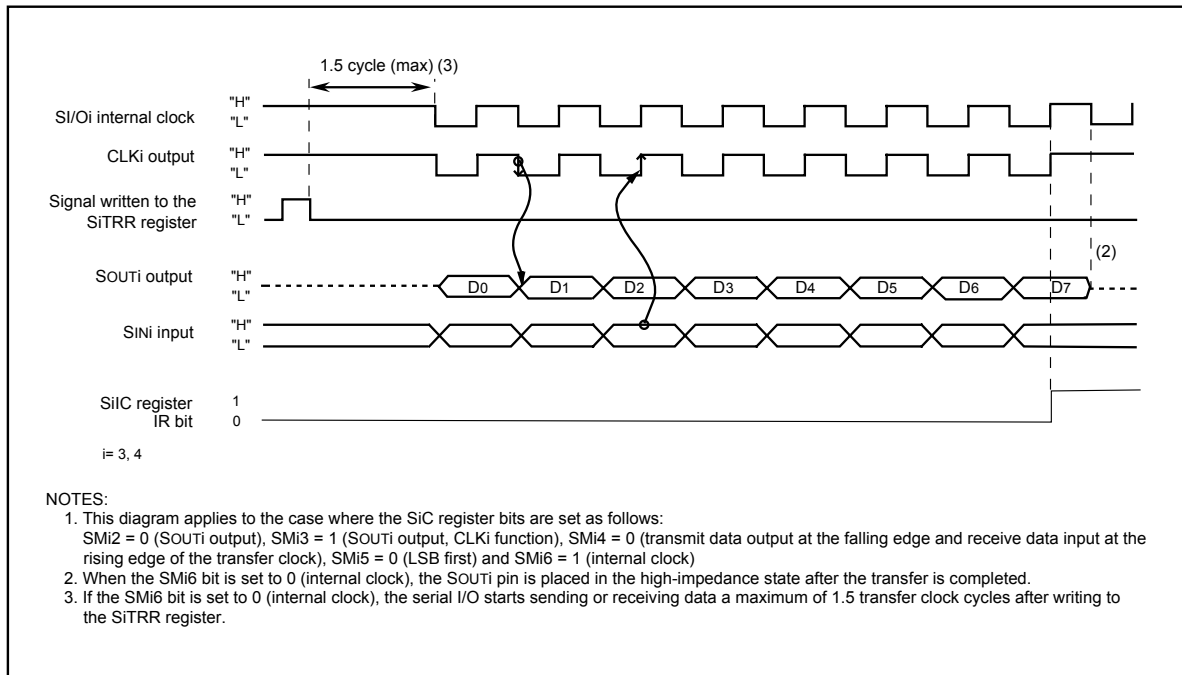 1.5 cycle (max) (3)
SI/Oi internal clock
"H"
"L"
CLKi output
"H"
"L"
Signal written to the
SiTRR register
"H"
"L"
(2)
SOUTi output
"H"
"L"
D0 D1 D2 D3 D4 D5 D6 D7
SINi input
"H"
"L"
SiIC register
IR bit
1
0
i= 3, 4
NOTES:
1. This diagram applies to the case where the SiC register bits are set as follows:
SMi2 = 0 (SOUTi output), SMi3 = 1 (SOUTi output, CLKi function), SMi4 = 0 (transmit data output at the falling edge and receive data input at the
rising edge of the transfer clock), SMi5 = 0 (LSB first) and SMi6 = 1 (internal clock)
2. When the SMi6 bit is set to 0 (internal clock), the SOUTi pin is placed in the high-impedance state after the transfer is completed.
3. If the SMi6 bit is set to 0 (internal clock), the serial I/O starts sending or receiving data a maximum of 1.5 transfer clock cycles after writing to
the SiTRR register.